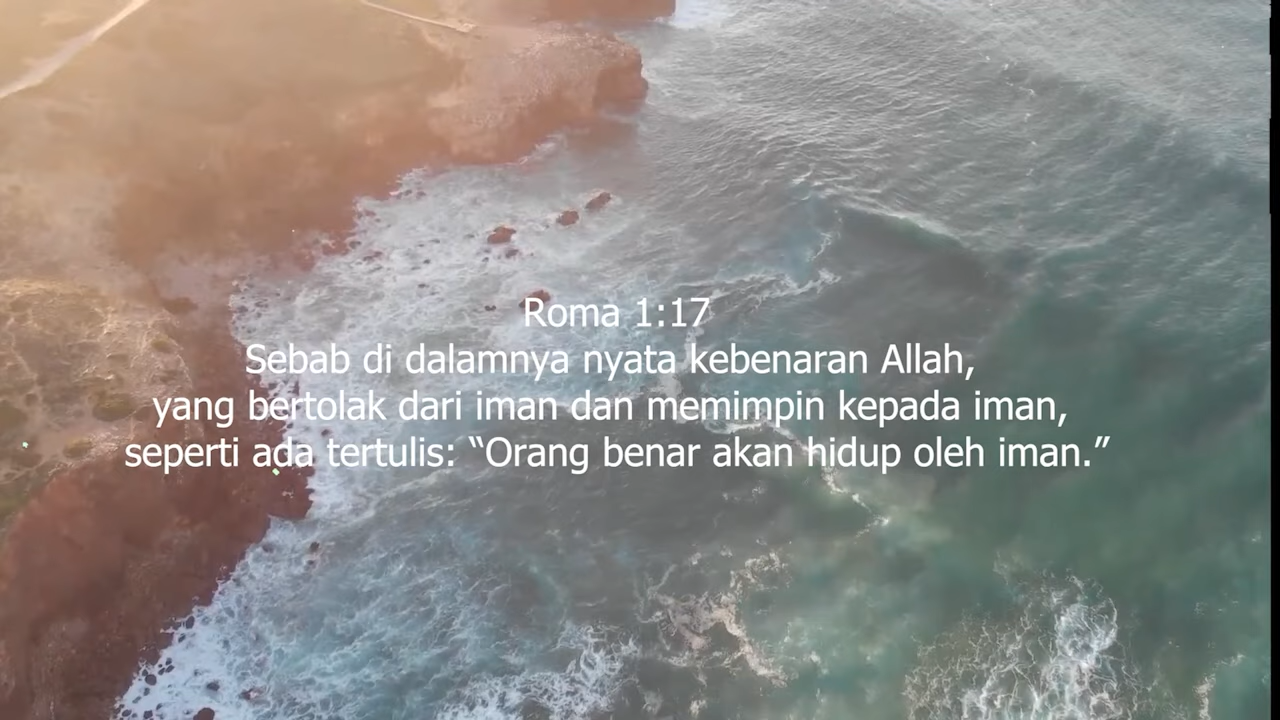 Roma 1:17
Sebab di dalamnya nyata kebenaran Allah,
yang bertolak dari iman dan memimpin kepada iman,
seperti ada tertulis: “Orang benar akan hidup oleh iman.”